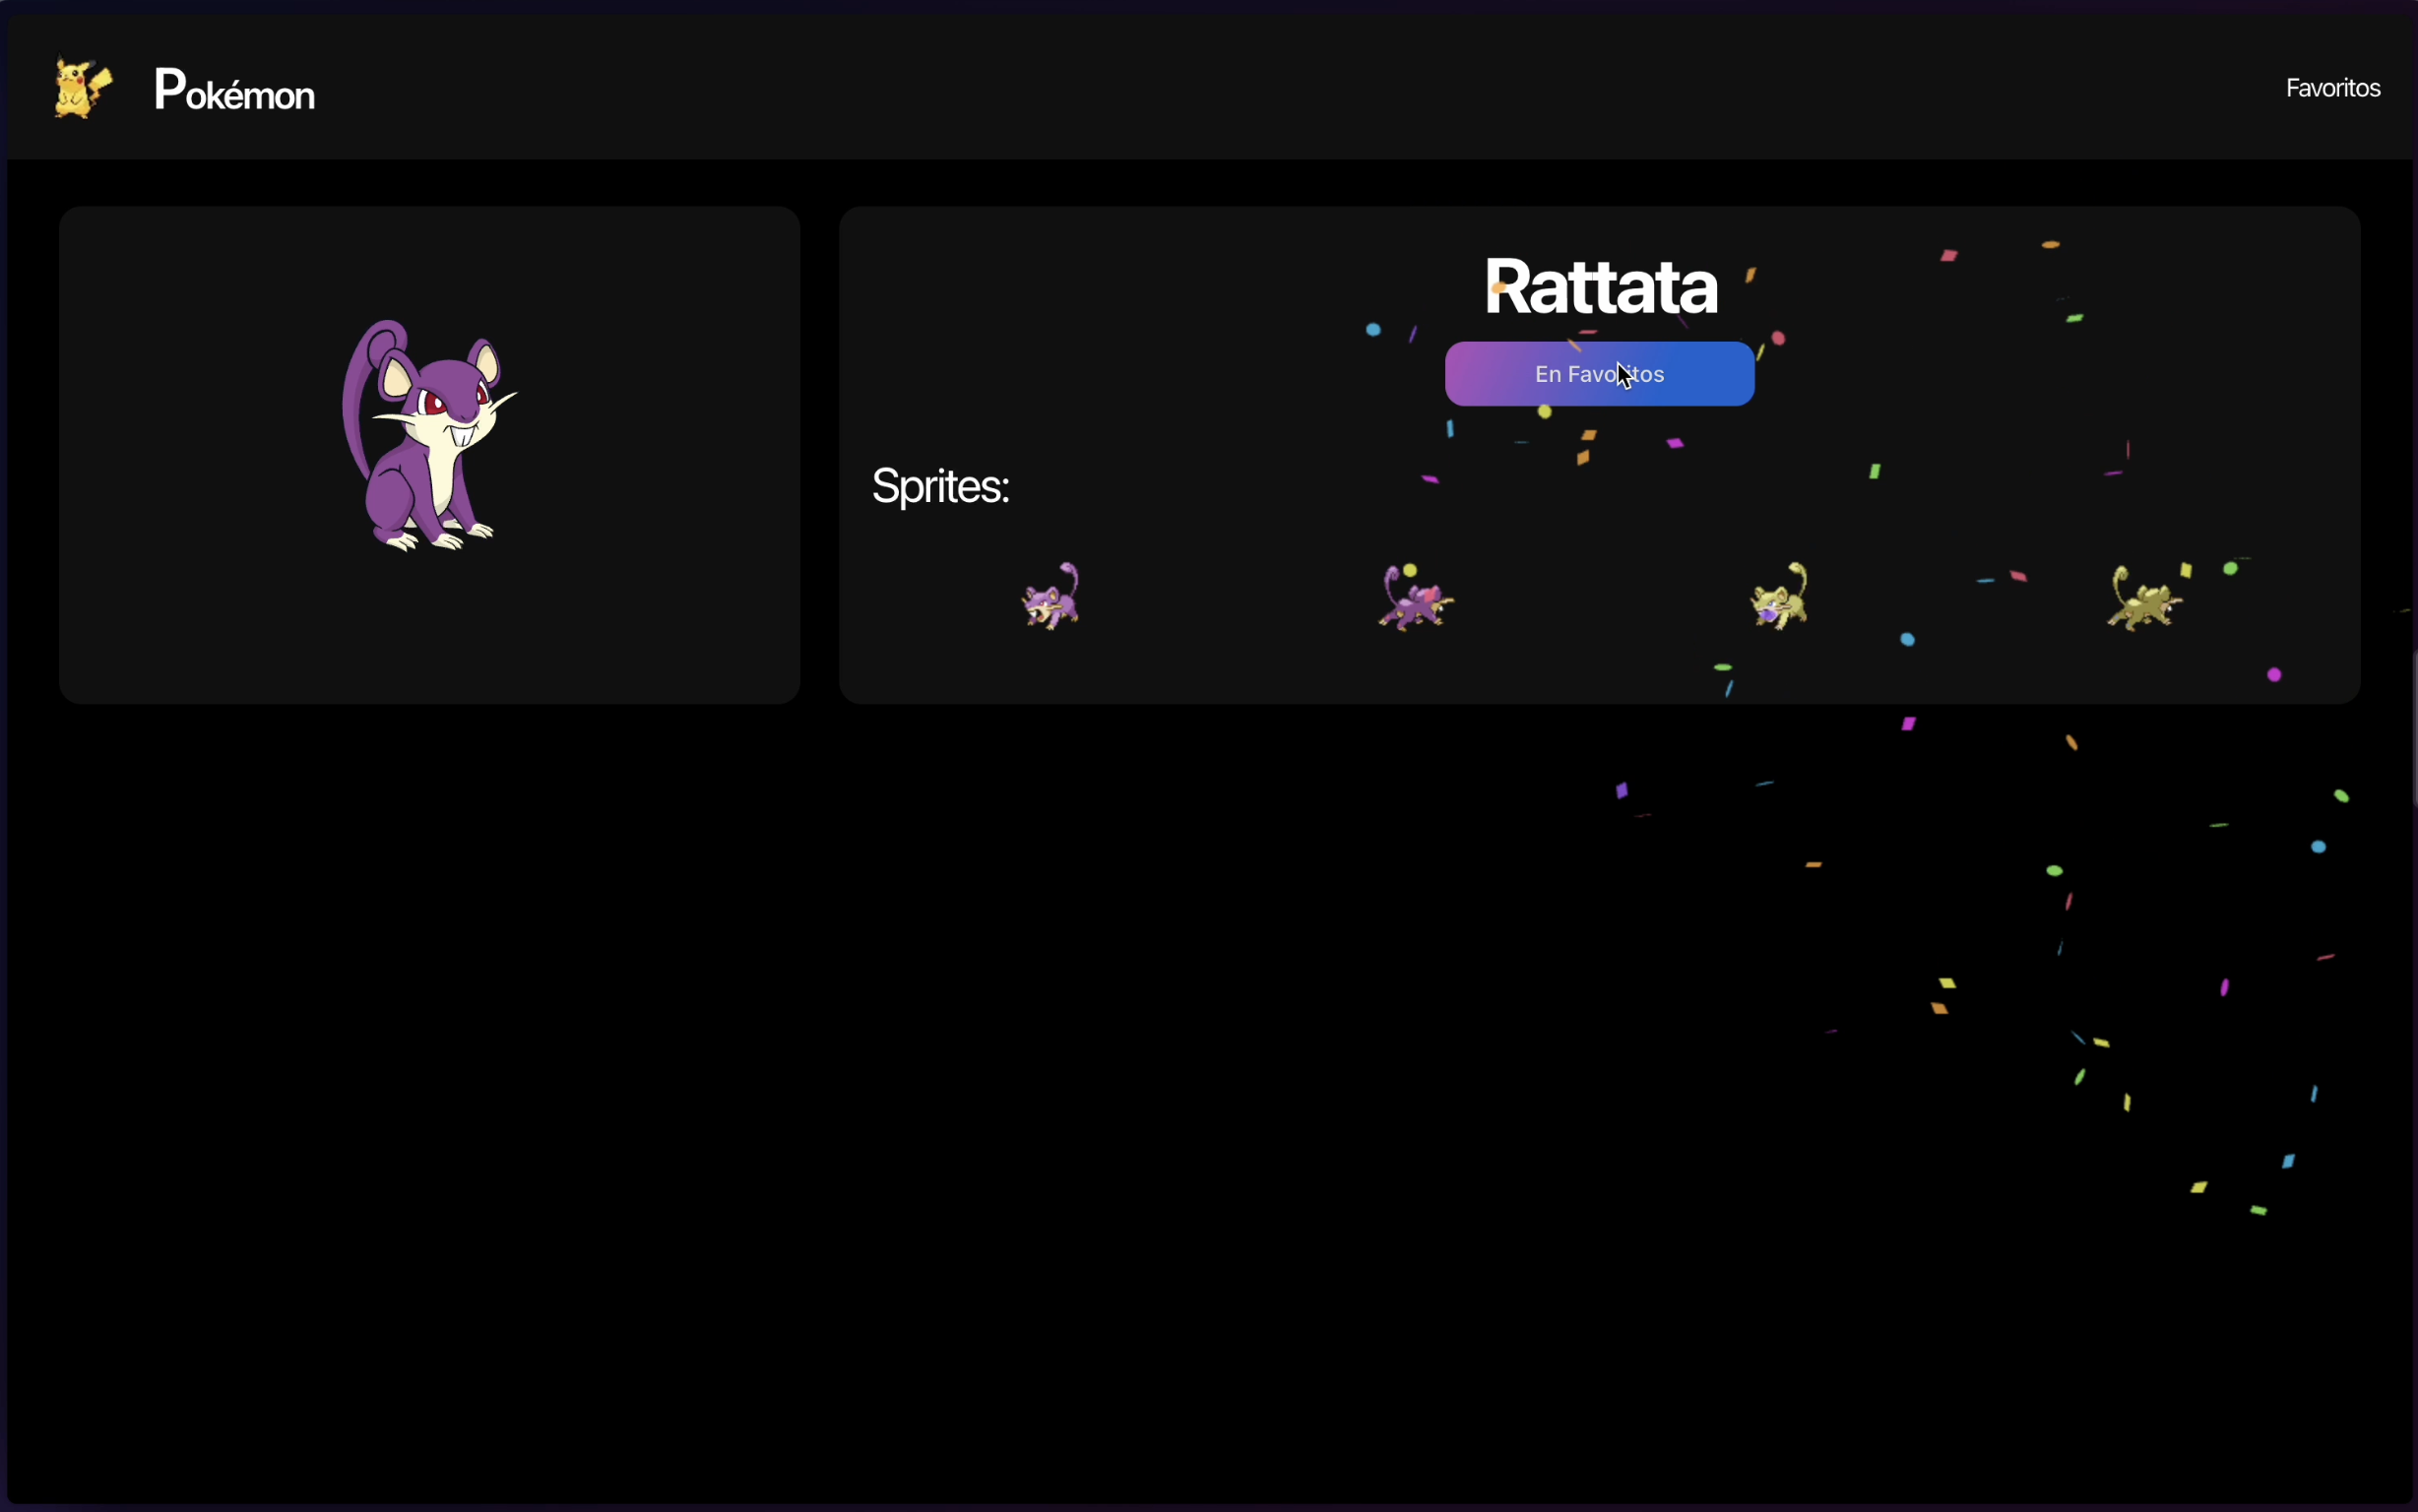 Pokémon
Favoritos
Rattata
En Favoritos
Sprites: